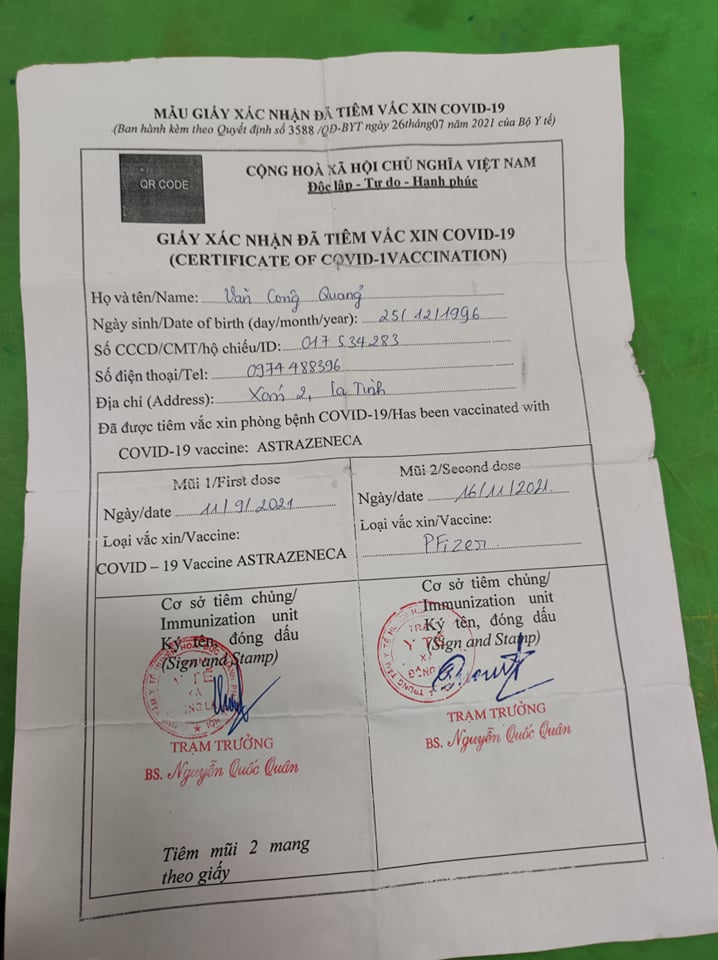 MẪU GIẤY XÁC NHẬN ĐÃ TIÊM VẮC XIN COVID-19
(Ban hành kèm theo Quyết định số 3588 /QĐ-BYT ngày 26tháng07 năm 2021 của Bộ Y tế)
QR CODE
CỘNG HOÀ XÃ HỘI CHỦ NGHĨA VIỆT NAM
Độc lập - Tự do - Hạnh phúc
GIẤY XÁC NHẬN ĐÃ TIÊM VẮC XIN COVID-19
(CERTIFICATE OF COVID-1VACCINATION)
Họ và tên/Name: Văn Cong Quang
Ngày sinh/Date of birth (day/month/year): 25/12/1996
Số CCCD/CMT/hộ chiếu/ID: 017534283
Số điện thoại/Tel: 0974488396
Địa chỉ (Address): Xóm 2, La Tinh
Đã được tiêm vắc xin phòng bệnh COVID-19/Has been vaccinated with
COVID-19 vaccine: ASTRAZENECA
Mũi 1/First dose
Ngày/date 11/9/2021
Loại vắc xin/Vaccine:
COVID – 19 Vaccine ASTRAZENECA
Cơ sở tiêm chủng/
Immunization unit
Ký tên, đóng dấu
(Sign and Stamp)
TRẠM TRƯỞNG
BS. Nguyễn Quốc Quân
Tiêm mũi 2 mang
theo giấy
Mũi 2/Second dose
Ngày/date 16/11/2021.
Loại vắc xin/Vaccine:
PFizer
Cơ sở tiêm chủng/
Immunization unit
Ký tên, đóng dấu
(Sign and Stamp)
TRẠM TRƯỞNG
BS. Nguyễn Quốc Quân